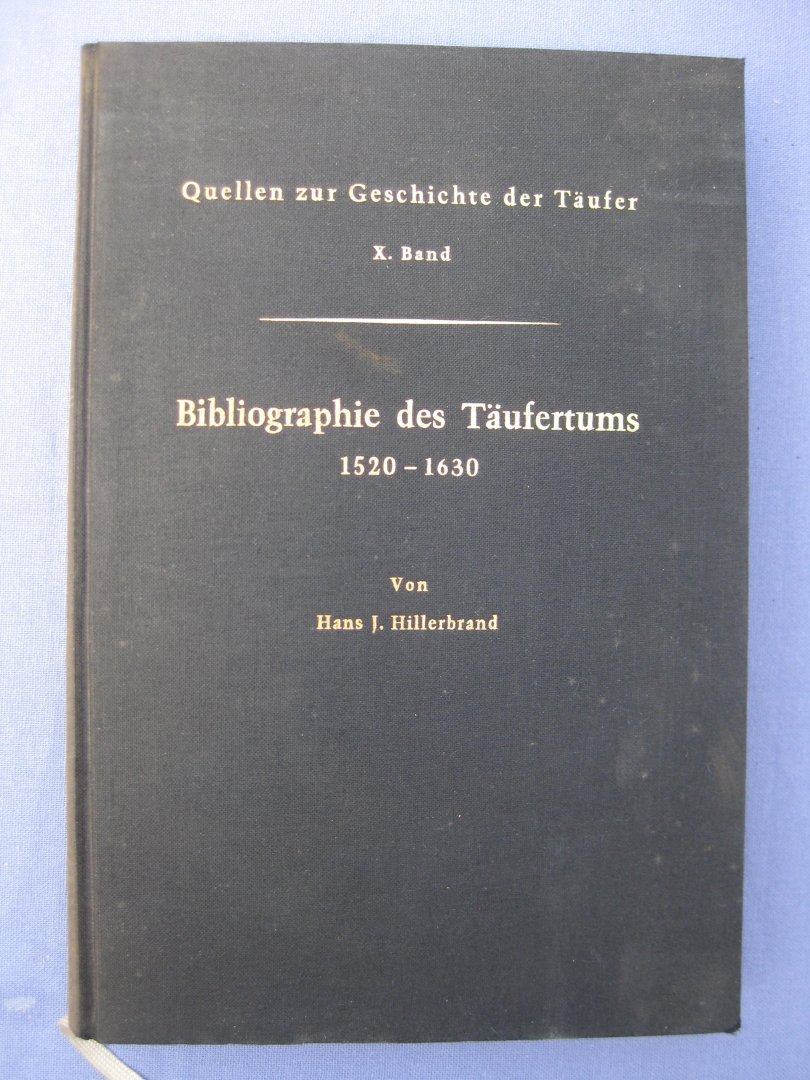 Quellen zur Geschichte der Täufer
X. Band
Bibliographie des Täufertums
1520 – 1630
Von
Hans J. Hillerbrand